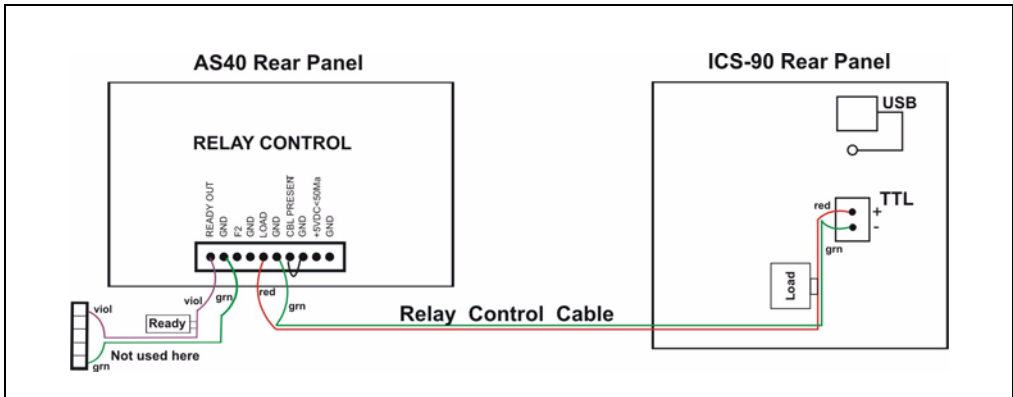 AS40 Rear Panel
ICS-90 Rear Panel
USB
RELAY CONTROL
READY OUT
GND
F2
GND
LOAD
GND
CBL PRESEN
GND
+5VDC<50Ma
GND
TTL
red
+
-
grn
viol
grn
red
grn
Load
viol
Ready
Relay Control Cable
Not used here
grn